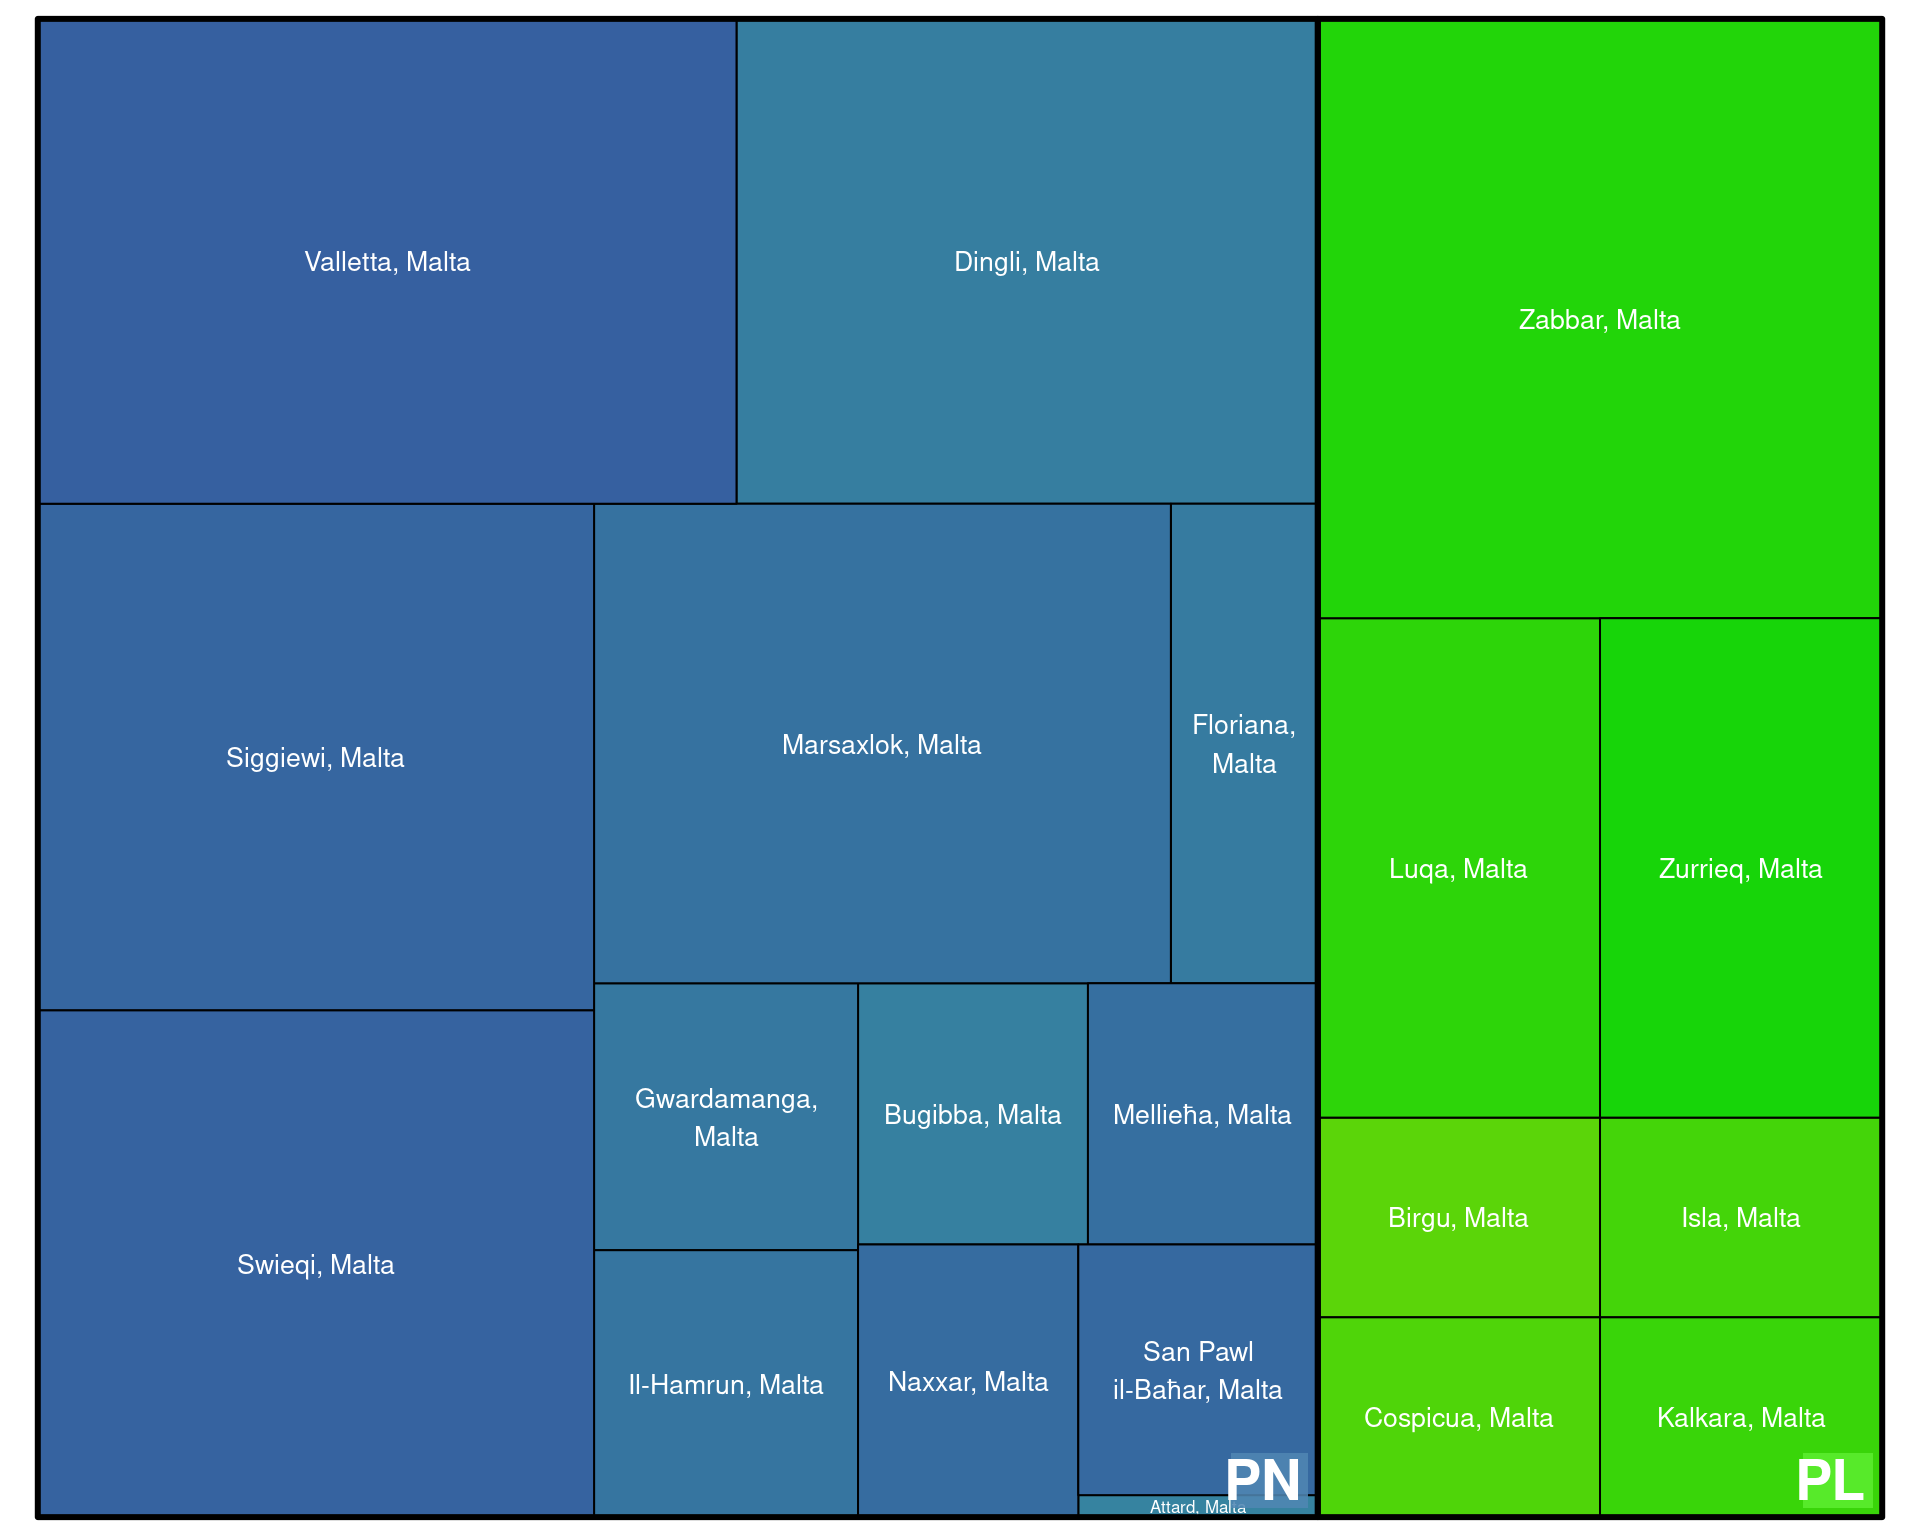 Valletta, Malta
Dingli, Malta
Zabbar, Malta
Siggiewi, Malta
Marsaxlok, Malta
Floriana,
Malta
Luqa, Malta
Zurrieq, Malta
Swieqi, Malta
Gwardamanga,
Malta
Bugibba, Malta
Mellieħa, Malta
Birgu, Malta
Isla, Malta
Il-Hamrun, Malta
Naxxar, Malta
San Pawl
il-Baħar, Malta
Cospicua, Malta
Kalkara, Malta
PN
PL
Attard, Malta